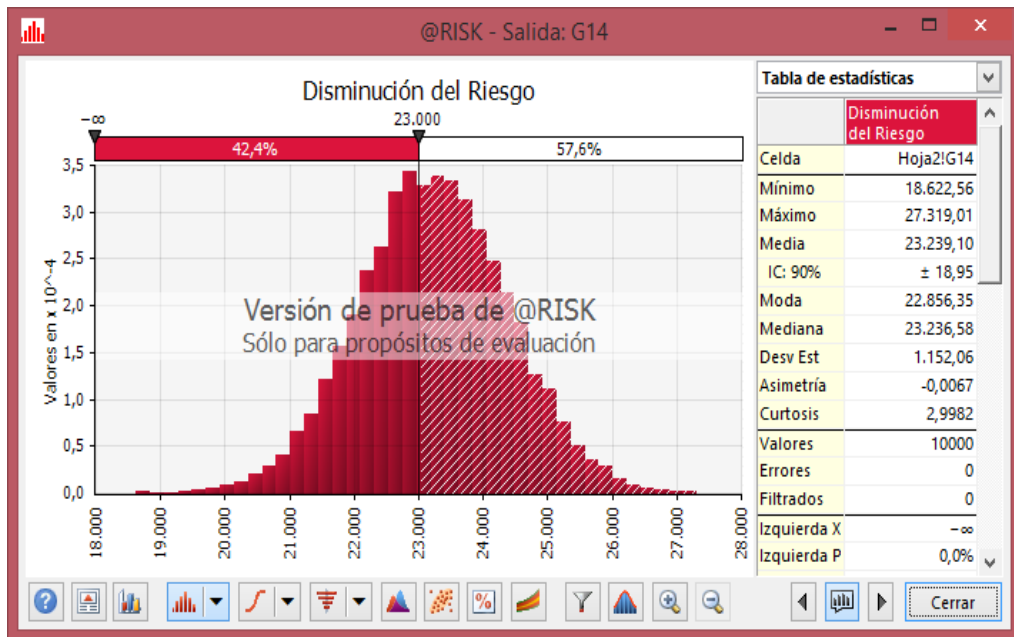 @RISK - Salida: G14
Disminución del Riesgo
−∞
23.000
42,4%
57,6%
3,5
3,0
2,5
2,0
1,5
1,0
0,5
0,0
Valores en x 10^-4
18.000
19.000
20.000
21.000
22.000
23.000
24.000
25.000
26.000
27.000
28.000
Versión de prueba de @RISK
Sólo para propósitos de evaluación
Tabla de estadísticas
Disminución
del Riesgo
Celda Hoja2!G14
Mínimo 18.622,56
Máximo 27.319,01
Media 23.239,10
IC: 90% ± 18,95
Moda 22.856,35
Mediana 23.236,58
Desv Est 1.152,06
Asimetría -0,0067
Curtosis 2,9982
Valores 10000
Errores 0
Filtrados 0
Izquierda X −∞
Izquierda P 0,0%
?
%
Cerrar